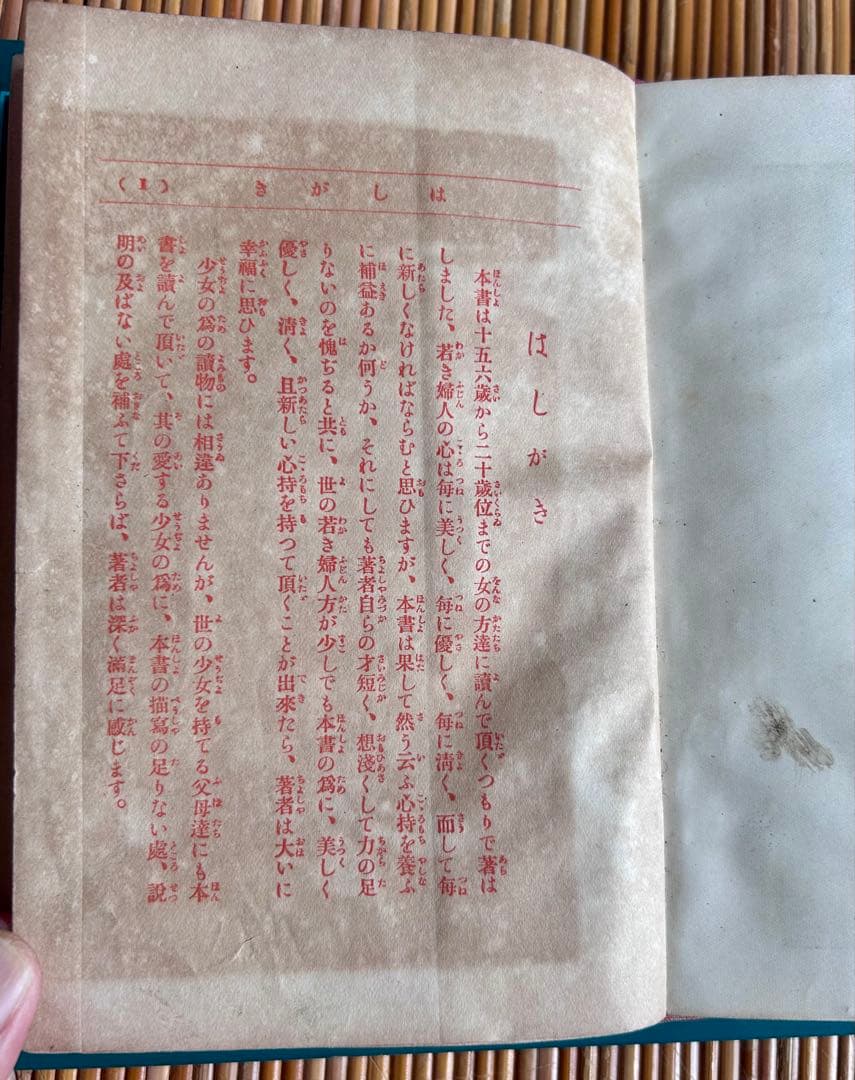 はしがき
(1)
はしがき
本書は十五六歳から二十歳位までの女の方達に讀んで頂くつもりで著は
しました、若き婦人の心は毎に美しく、毎に優しく、毎に淸く、而して毎
に新しくなければならむと思ひますが、本書は果して然う云ふ心持を養ふ
に補益あるか何うか、それにしても著者自らの才短く、想淺くして力の足
りないのを愧ぢると共に、世の若き婦人方が少しでも本書の爲に、美しく
優しく、淸く、且新しい心持を持つて頂くことが出來たら、著者は大いに
幸福に思ひます。
少女の爲の讀物には相違ありませんが、世の少女を持てる父母達にも本
書を讀んで頂いて、其の愛する少女の爲に、本書の描寫の足りない處、說
明の及ばない處を補ふて下さらば、著者は深く滿足に感じます。